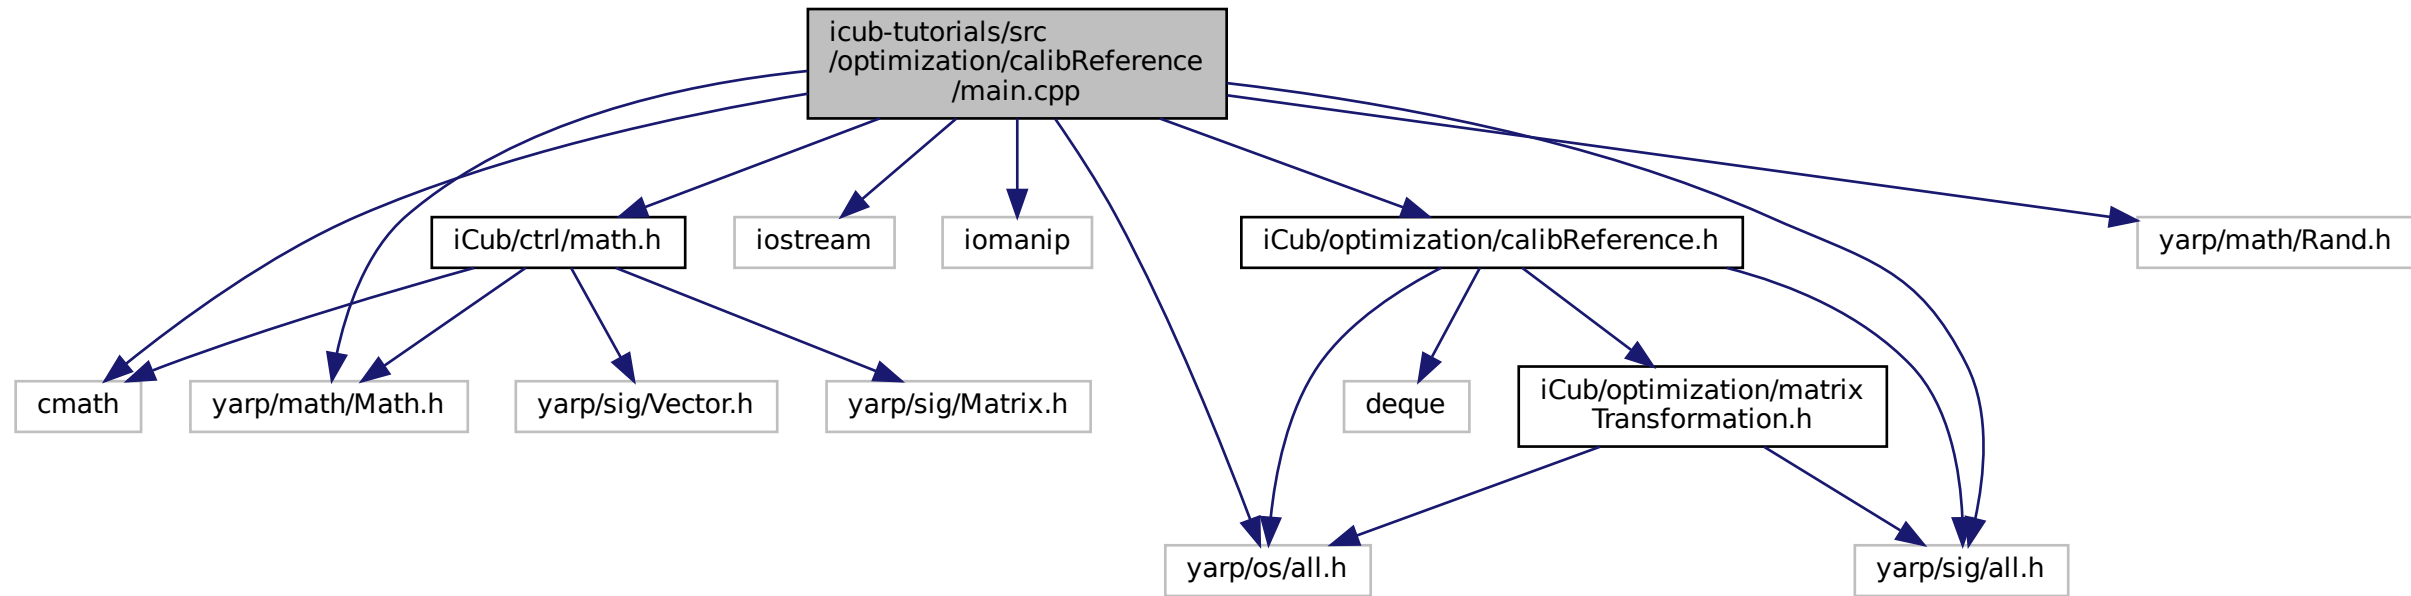 icub-tutorials/src
/optimization/calibReference
/main.cpp
iCub/ctrl/math.h
iostream
iomanip
iCub/optimization/calibReference.h
yarp/math/Rand.h
cmath
yarp/math/Math.h
yarp/sig/Vector.h
yarp/sig/Matrix.h
deque
iCub/optimization/matrix
Transformation.h
yarp/os/all.h
yarp/sig/all.h